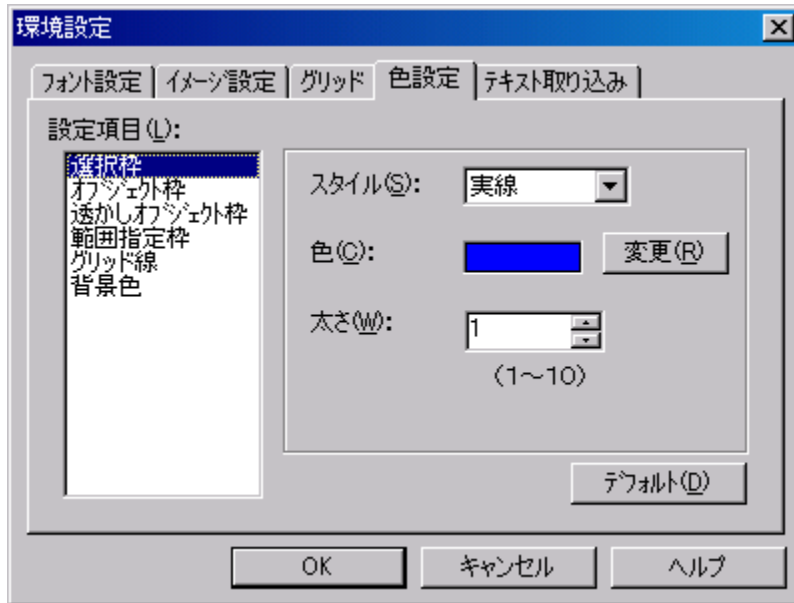 環境設定
ﾌｫﾝﾄ設定 ｲﾒｰｼﾞ設定 ｸﾞﾘｯﾄﾞ 色設定 ﾃｷｽﾄ取り込み
設定項目(L):
選択枠
ｵﾌﾞｼﾞｪｸﾄ枠
透かしｵﾌﾞｼﾞｪｸﾄ枠
範囲指定枠
ｸﾞﾘｯﾄﾞ線
背景色
スタイル(S): 実線
色(C): 変更(R)
太さ(W): 1
(1～10)
ﾃﾞﾌｫﾙﾄ(D)
OK キャンセル ヘルプ